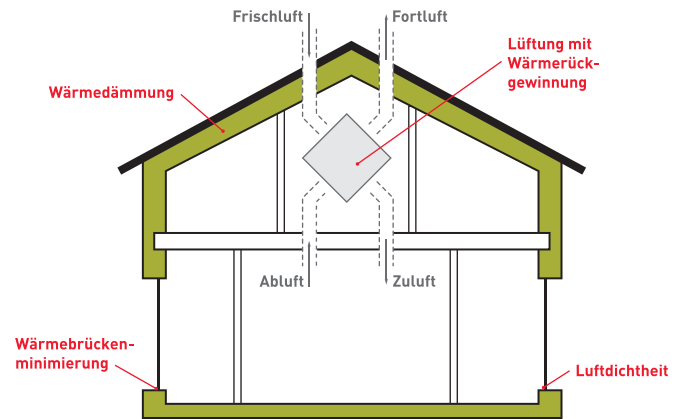 Frischluft
Fortluft
Lüftung mit
Wärmerück-
gewinnung
Wärmedämmung
Abluft
Zuluft
Wärmebrücken-
minimierung
Luftdichtheit